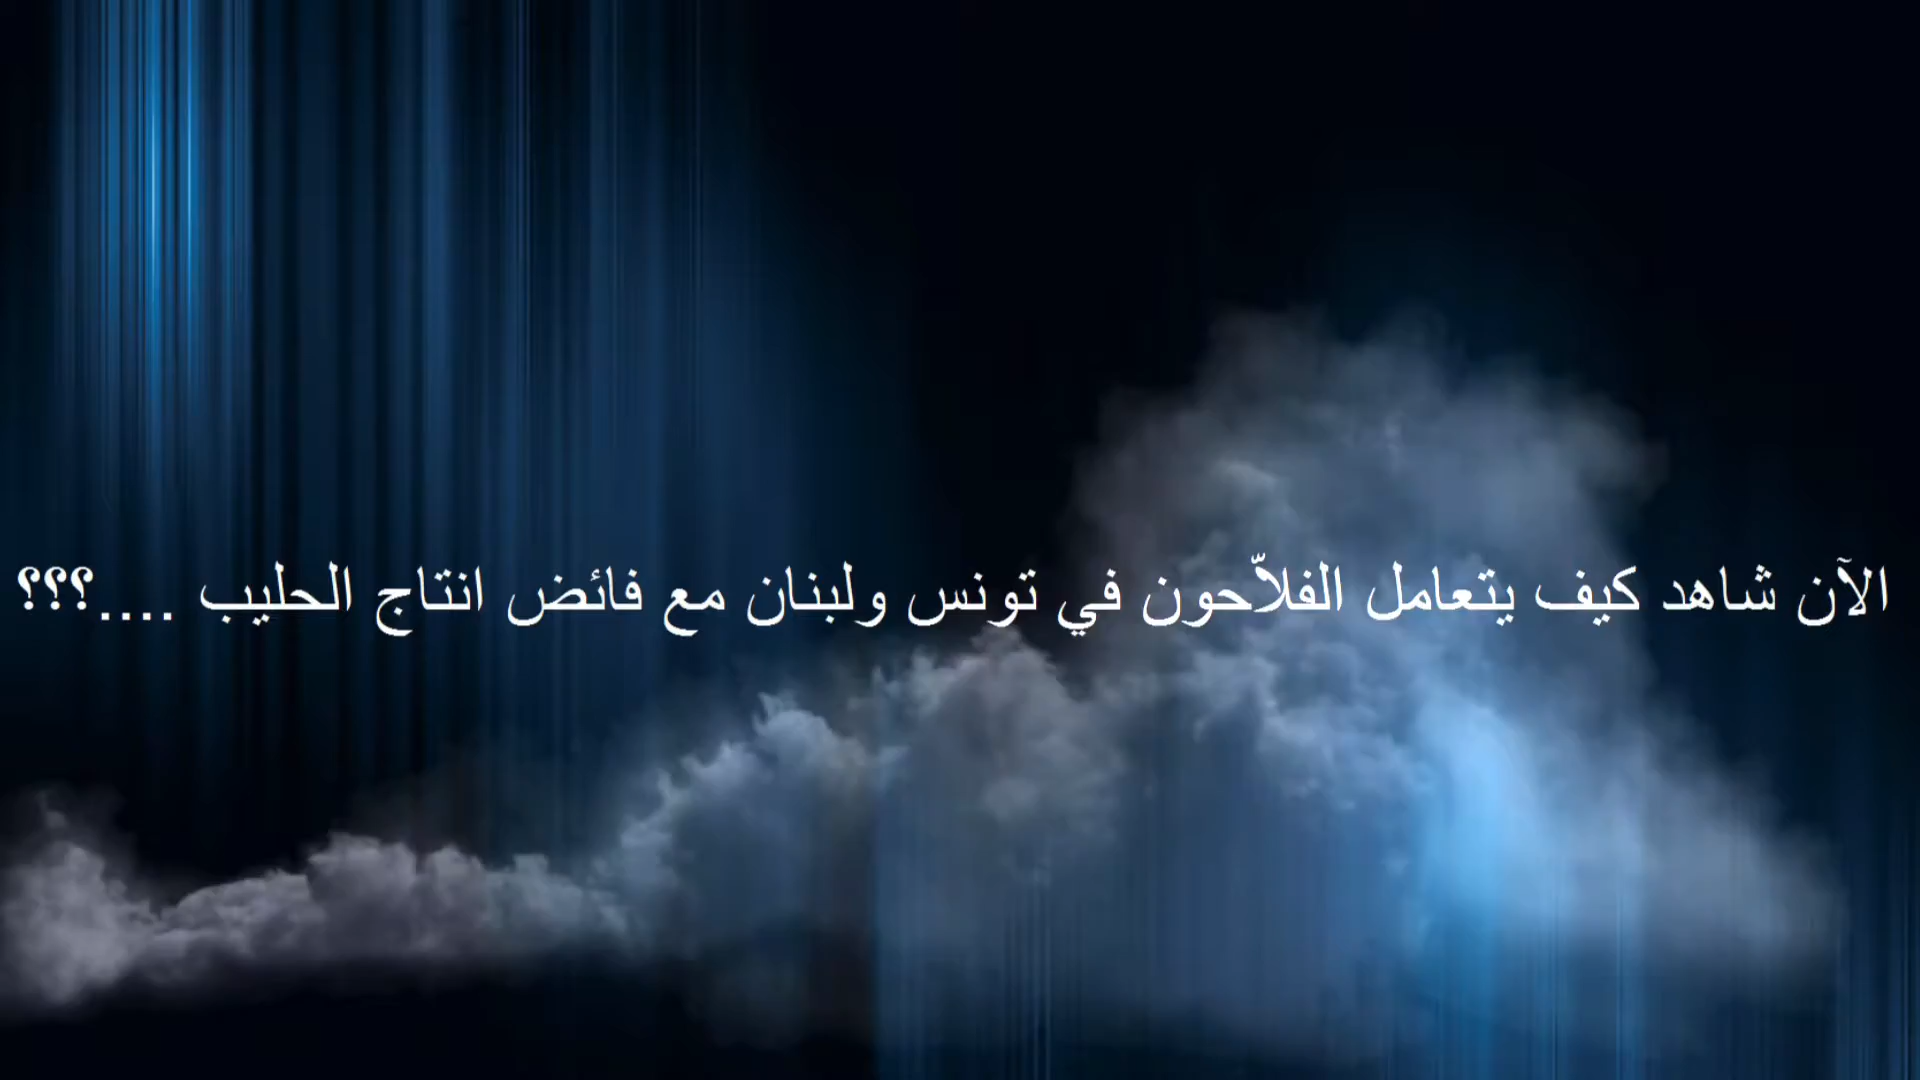 الآن شاهد كيف يتعامل الفلاّحون في تونس ولبنان مع فائض انتاج الحليب ....؟؟؟